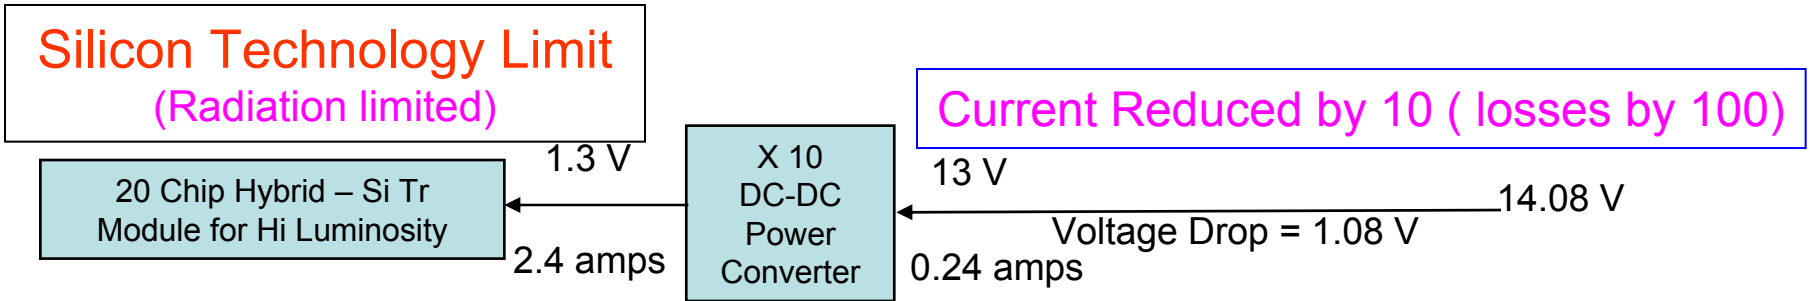 Silicon Technology Limit
(Radiation limited)
Current Reduced by 10 ( losses by 100)
20 Chip Hybrid – Si Tr
Module for Hi Luminosity
1.3 V
2.4 amps
X 10
DC-DC
Power
Converter
13 V
0.24 amps
Voltage Drop = 1.08 V
14.08 V